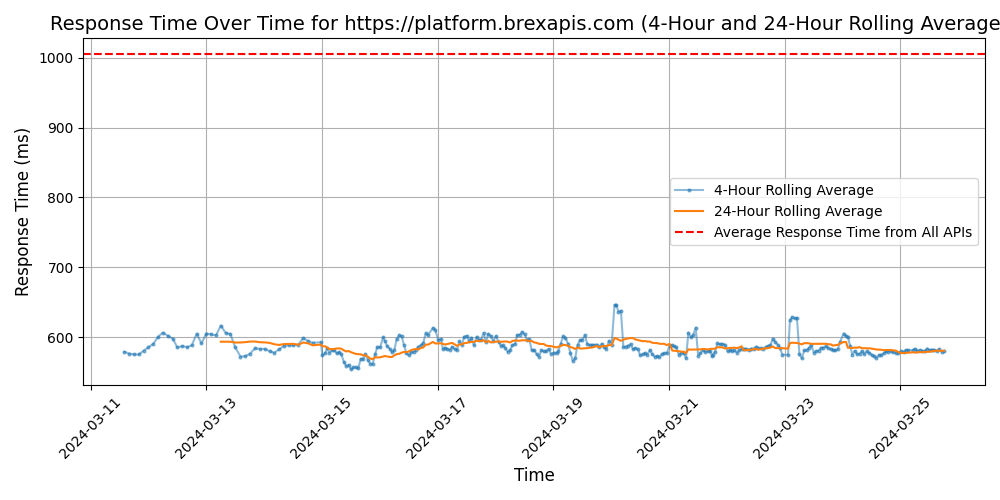 Response Time Over Time for https://platform.brexapis.com (4-Hour and 24-Hour Rolling Average
1000
900
800
700
600
Response Time (ms)
4-Hour Rolling Average
24-Hour Rolling Average
Average Response Time from All APIs
2024-03-11
2024-03-13
2024-03-15
2024-03-17
2024-03-19
2024-03-21
2024-03-23
2024-03-25
Time